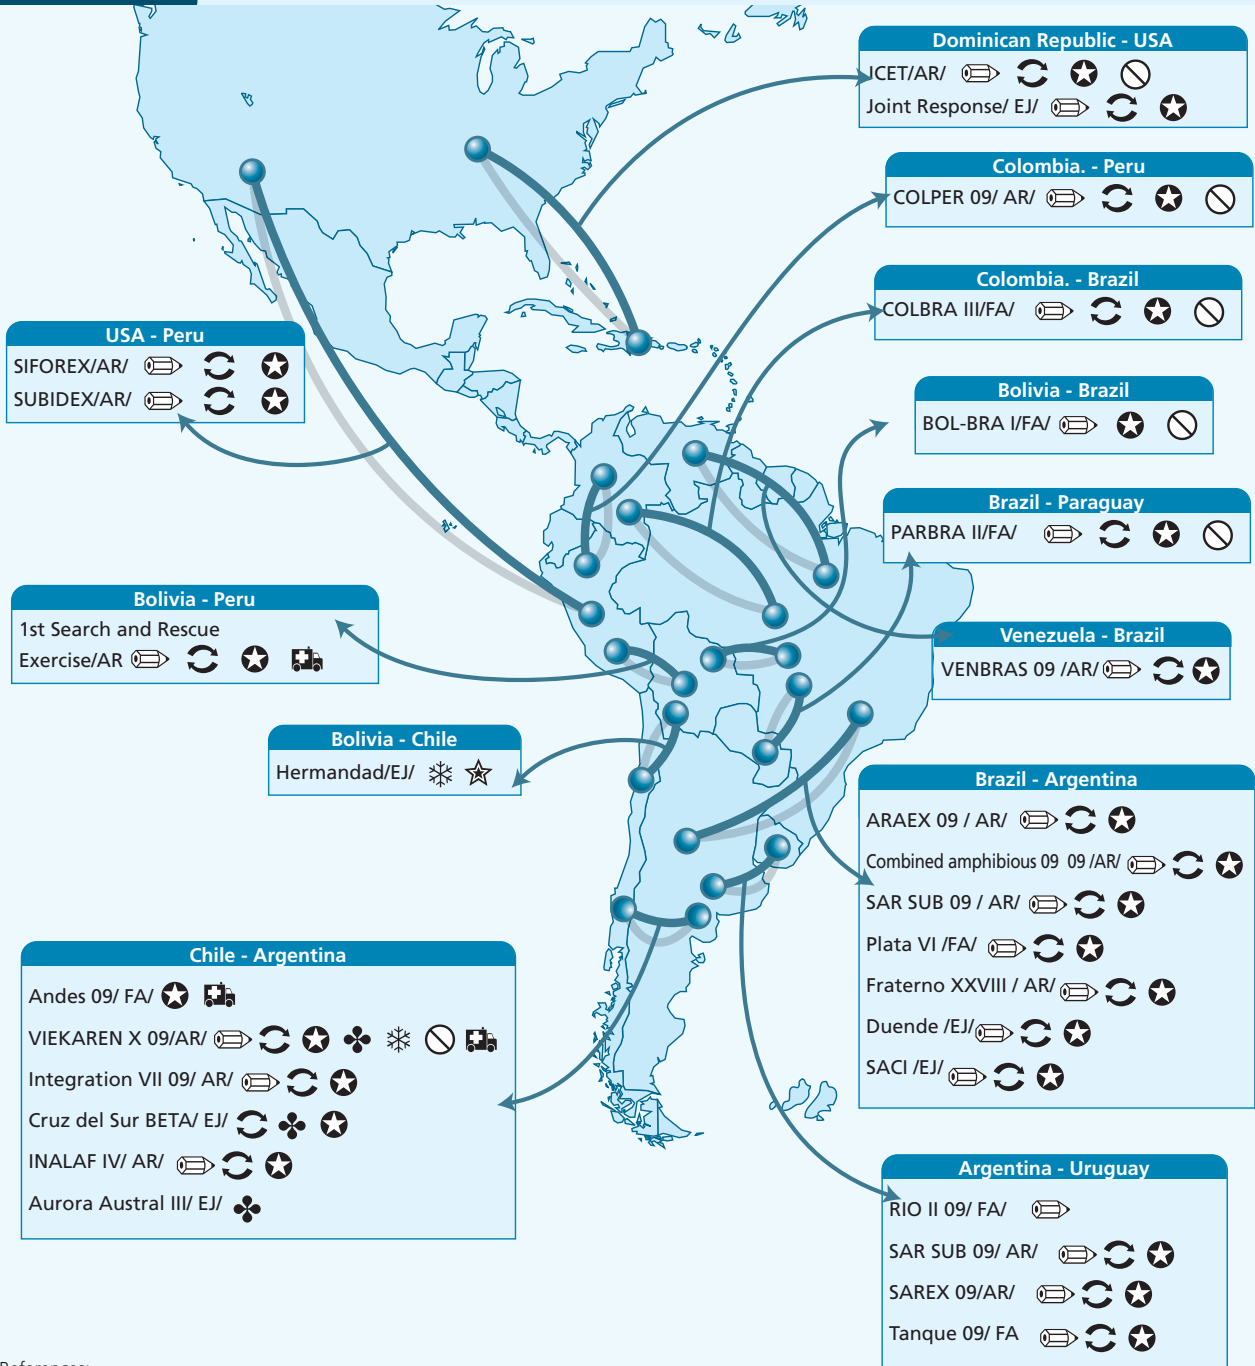 Dominican Republic - USA
JCET/AR/
Joint Response/ EJ/
Colombia. - Peru
COLPER 09/ AR/
Colombia. - Brazil
COLBRA III/FA/
USA - Peru
SIFOREX/AR/
SUBIDEX/AR/
Bolivia - Brazil
BOL-BRA I/FA/
Brazil - Paraguay
PARBRA II/FA/
Bolivia - Peru
1st Search and Rescue
Exercise/AR
Venezuela - Brazil
VENBRAS 09 /AR/
Bolivia - Chile
Hermandad/EJ/
Brazil - Argentina
ARAEX 09 / AR/
Combined amphibious 09 09 /AR/
SAR SUB 09 / AR/
Plata VI /FA/
Fraterno XXVIII / AR/
Duende /EJ/
SACI /EJ/
Chile - Argentina
Andes 09/ FA/
VIEKAREN X 09/AR/
Integration VII 09/ AR/
Cruz del Sur BETA/ EJ/
INALAF IV/ AR/
Aurora Austral III/ EJ/
Argentina - Uruguay
RIO II 09/ FA/
SAR SUB 09/ AR/
SAREX 09/AR/
Tanque 09/ FA
References: